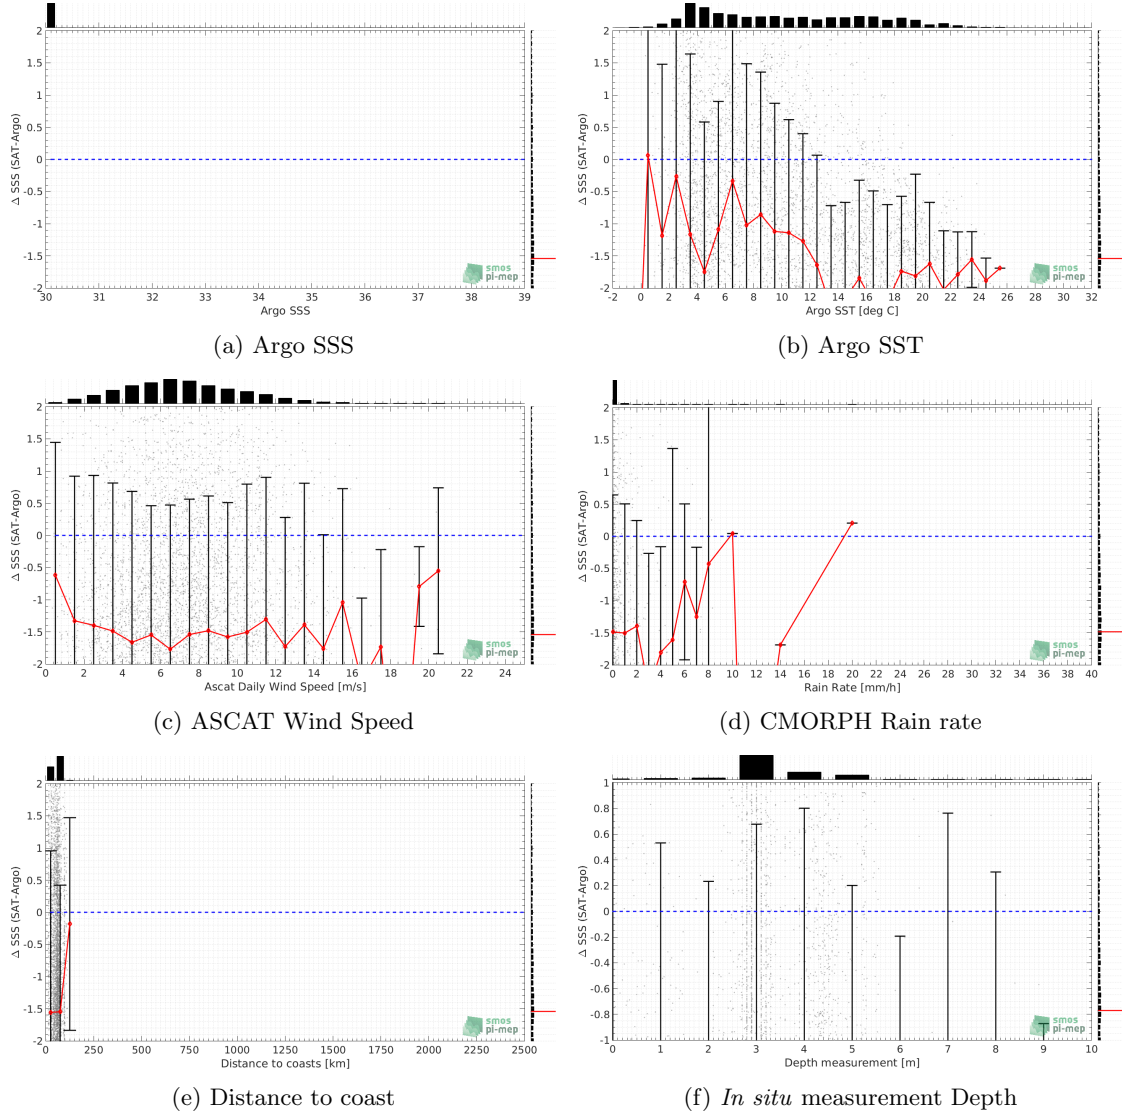 2
1.5
1
0.5
0
-0.5
-1
-1.5
-2
Δ SSS (SAT-Argo)
30 31 32 33 34 35 36 37 38 39
Argo SSS
smos
pi-mep
(a) Argo SSS
2
1.5
1
0.5
0
-0.5
-1
-1.5
-2
Δ SSS (SAT-Argo)
-2 0 2 4 6 8 10 12 14 16 18 20 22 24 26 28 30 32
Argo SST [deg C]
smos
pi-mep
(b) Argo SST
2
1.5
1
0.5
0
-0.5
-1
-1.5
-2
Δ SSS (SAT-Argo)
0 2 4 6 8 10 12 14 16 18 20 22 24
Ascat Daily Wind Speed [m/s]
smos
pi-mep
(c) ASCAT Wind Speed
2
1.5
1
0.5
0
-0.5
-1
-1.5
-2
Δ SSS (SAT-Argo)
0 2 4 6 8 10 12 14 16 18 20 22 24 26 28 30 32 34 36 38 40
Rain Rate [mm/h]
smos
pi-mep
(d) CMORPH Rain rate
2
1.5
1
0.5
0
-0.5
-1
-1.5
-2
Δ SSS (SAT-Argo)
0 250 500 750 1000 1250 1500 1750 2000 2250 2500
Distance to coasts [km]
smos
pi-mep
(e) Distance to coast
1
0.8
0.6
0.4
0.2
0
-0.2
-0.4
-0.6
-0.8
-1
Δ SSS (SAT-Argo)
0 1 2 3 4 5 6 7 8 9 10
Depth measurement [m]
smos
pi-mep
(f) In situ measurement Depth